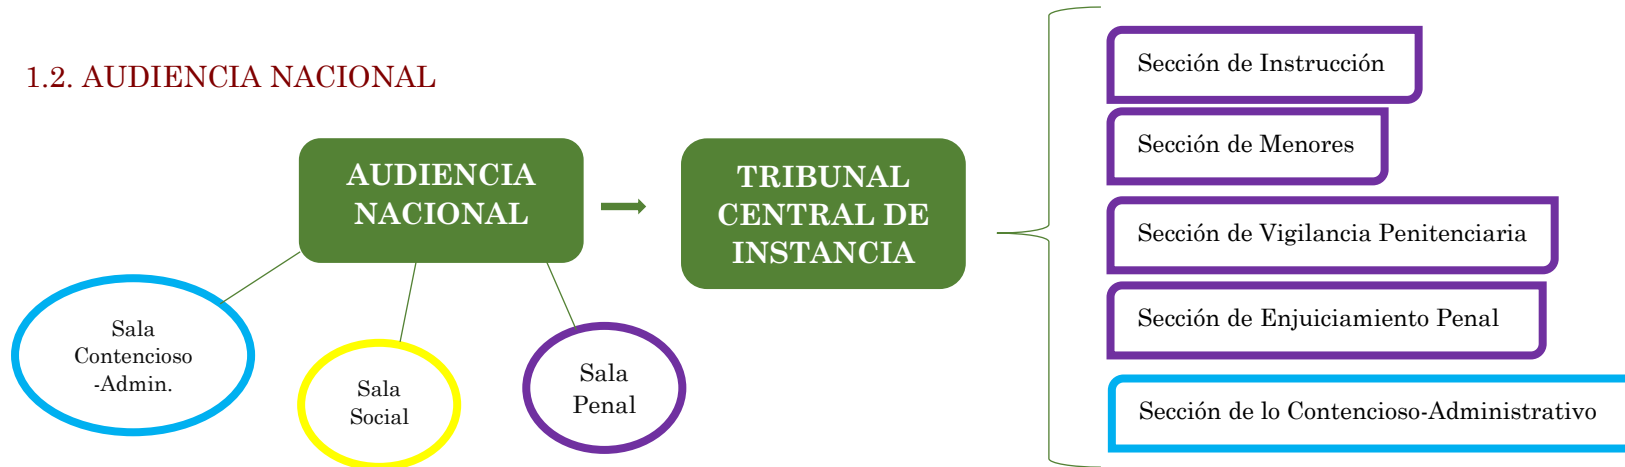 1.2. AUDIENCIA NACIONAL
AUDIENCIA
NACIONAL
TRIBUNAL
CENTRAL DE
INSTANCIA
Sala
Contencioso
-Admin.
Sala
Social
Sala
Penal
Sección de Instrucción
Sección de Menores
Sección de Vigilancia Penitenciaria
Sección de Enjuiciamiento Penal
Sección de lo Contencioso-Administrativo